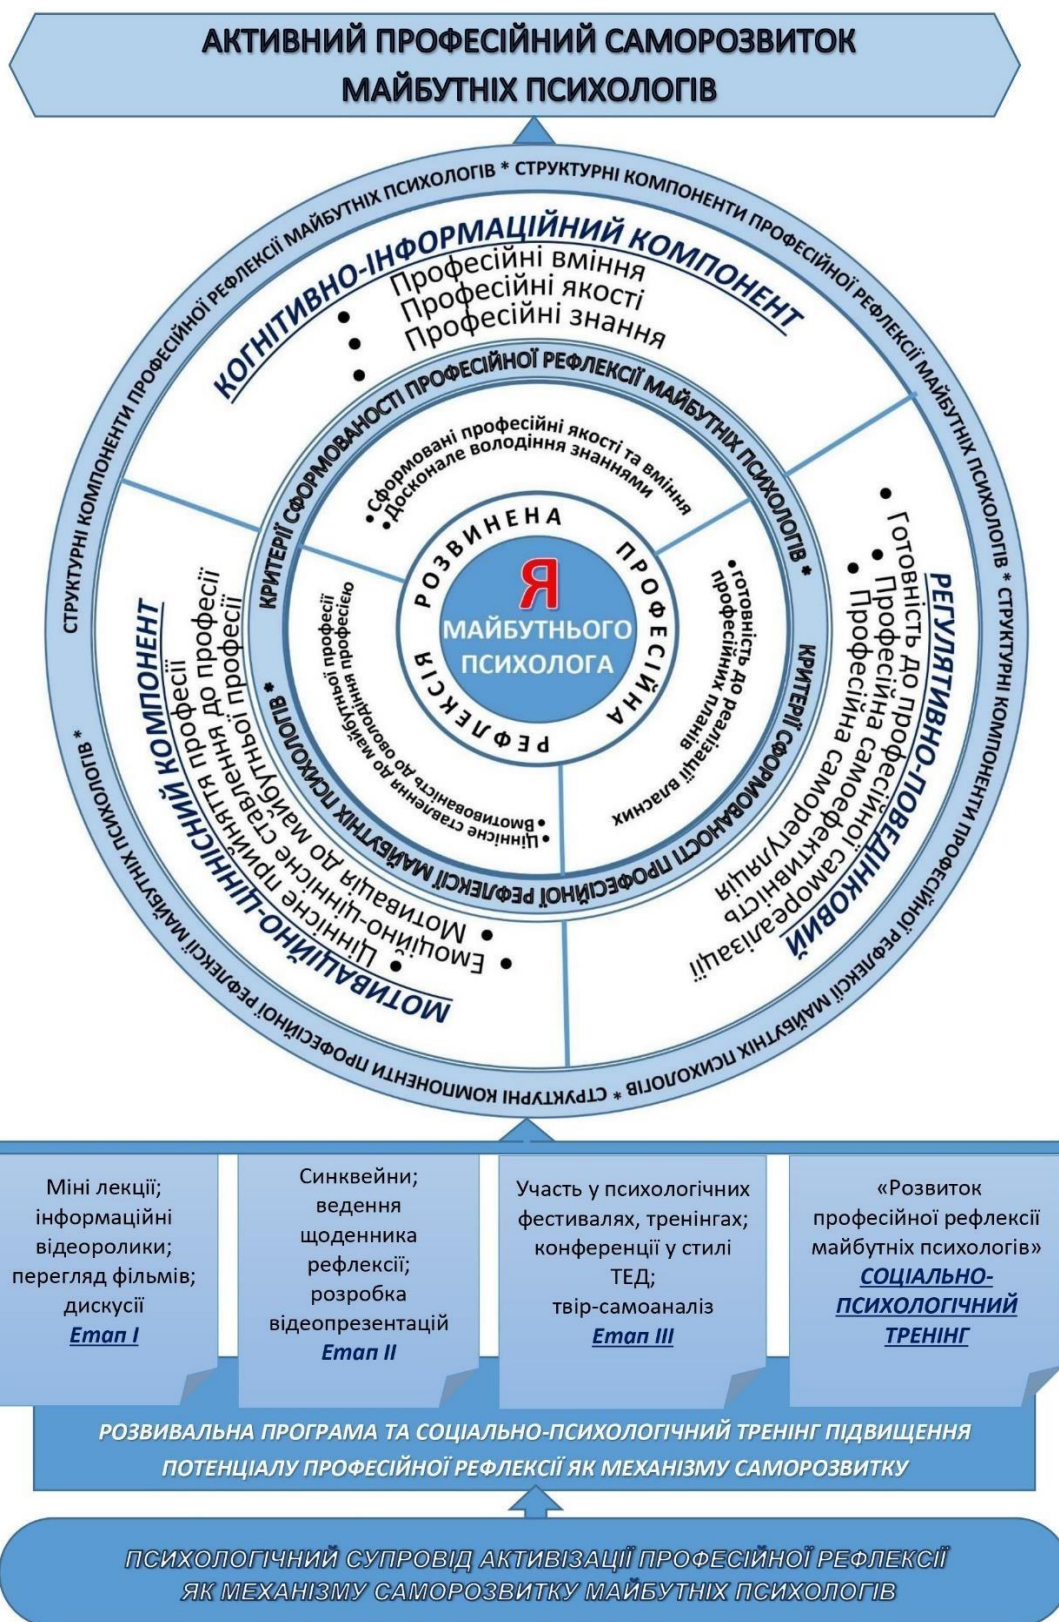 АКТИВНИЙ ПРОФЕСІЙНИЙ САМОРОЗВИТОК
МАЙБУТНІХ ПСИХОЛОГІВ
СТРУКТУРНІ КОМПОНЕНТИ ПРОФЕСІЙНОЇ РЕФЛЕКСІЇ МАЙБУТНІХ ПСИХОЛОГІВ * СТРУКТУРНІ КОМПОНЕНТИ ПРОФЕСІЙНОЇ РЕФЛЕКСІЇ МАЙБУТНІХ ПСИХОЛОГІВ * СТРУКТУРНІ КОМПОНЕНТИ ПРОФЕСІЙНОЇ РЕФЛЕКСІЇ МАЙБУТНІХ ПСИХОЛОГІВ * СТРУКТУРНІ КОМПОНЕНТИ ПРОФЕСІЙНОЇ РЕФЛЕКСІЇ МАЙБУТНІХ ПСИХОЛОГІВ *
КОГНІТИВНО-ІНФОРМАЦІЙНИЙ КОМПОНЕНТ
• Професійні вміння
• Професійні якості
• Професійні знання
РЕГУЛЯТИВНО-ПОВЕДІНКОВИЙ
• Готовність до професійної самореалізації
• Професійна самоефективність
• Професійна саморегуляція
МОТИВАЦІЙНО-ЦІННІСНИЙ КОМПОНЕНТ
• Ціннісне прийняття професії
• Емоційно-ціннісне ставлення до професії
• Мотивація до майбутньої професії
КРИТЕРІЇ СФОРМОВАНОСТІ ПРОФЕСІЙНОЇ РЕФЛЕКСІЇ МАЙБУТНІХ ПСИХОЛОГІВ *
КРИТЕРІЇ СФОРМОВАНОСТІ ПРОФЕСІЙНОЇ РЕФЛЕКСІЇ МАЙБУТНІХ ПСИХОЛОГІВ *
• Сформовані професійні якості та вміння
• Досконале володіння знаннями
• готовність до реалізації власних
професійних планів
• Ціннісне ставлення до майбутньої професії
• Вмотивованість до оволодіння професією
РОЗВИНЕНА ПРОФЕСІЙНА РЕФЛЕКСІЯ
Я
МАЙБУТНЬОГО
ПСИХОЛОГА
Міні лекції;
інформаційні
відеоролики;
перегляд фільмів;
дискусії
Етап І
Синквейни;
ведення
щоденника
рефлексії;
розробка
відеопрезентацій
Етап ІІ
Участь у психологічних
фестивалях, тренінгах;
конференції у стилі
ТЕД;
твір-самоаналіз
Етап ІІІ
«Розвиток
професійної рефлексії
майбутніх психологів»
СОЦІАЛЬНО-
ПСИХОЛОГІЧНИЙ
ТРЕНІНГ
РОЗВИВАЛЬНА ПРОГРАМА ТА СОЦІАЛЬНО-ПСИХОЛОГІЧНИЙ ТРЕНІНГ ПІДВИЩЕННЯ
ПОТЕНЦІАЛУ ПРОФЕСІЙНОЇ РЕФЛЕКСІЇ ЯК МЕХАНІЗМУ САМОРОЗВИТКУ
ПСИХОЛОГІЧНИЙ СУПРОВІД АКТИВІЗАЦІЇ ПРОФЕСІЙНОЇ РЕФЛЕКСІЇ
ЯК МЕХАНІЗМУ САМОРОЗВИТКУ МАЙБУТНІХ ПСИХОЛОГІВ